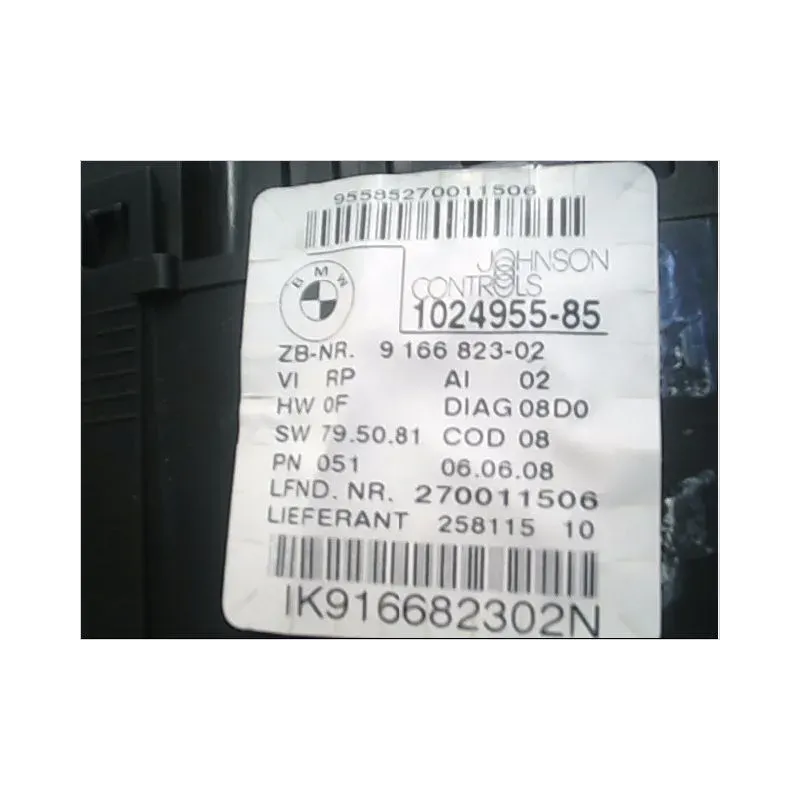 95585270011506
BMW
JOHNSON
CONTROLS
1024955-85
ZB-NR. 9 166 823-02
VI RP AI 02
HW 0F DIAG 08D0
SW 79.50.81 COD 08
PN 051 06.06.08
LFND. NR. 270011506
LIEFERANT 258115 10
IK916682302N